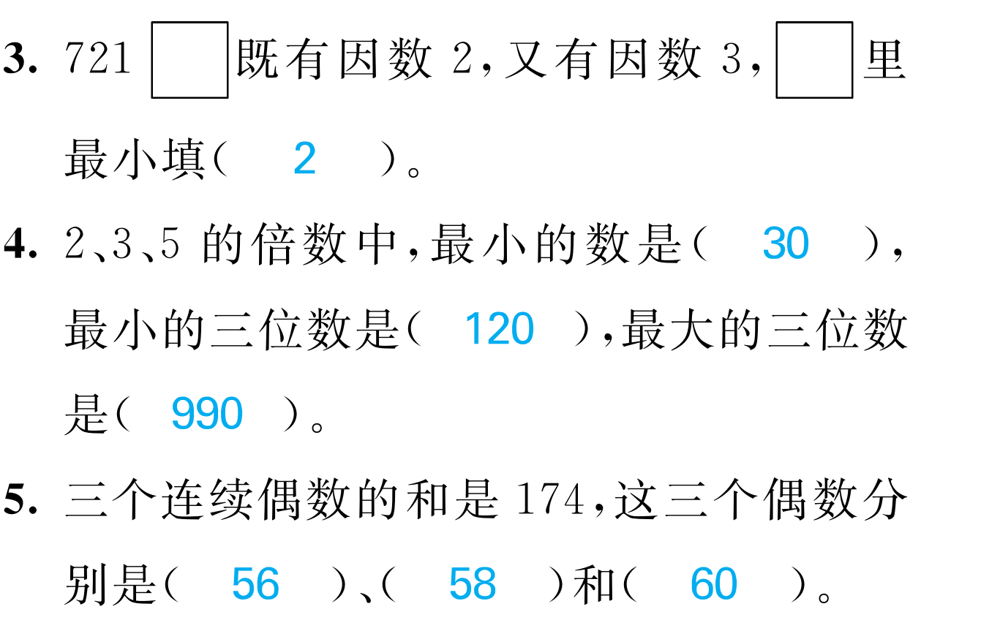 3. 721□既有因数 2,又有因数 3,□里
最小填( 2 )。
4. 2、3、5 的倍数中,最小的数是( 30 ),
最小的三位数是( 120 ),最大的三位数
是( 990 )。
5. 三个连续偶数的和是 174,这三个偶数分
别是( 56 )、( 58 )和( 60 )。